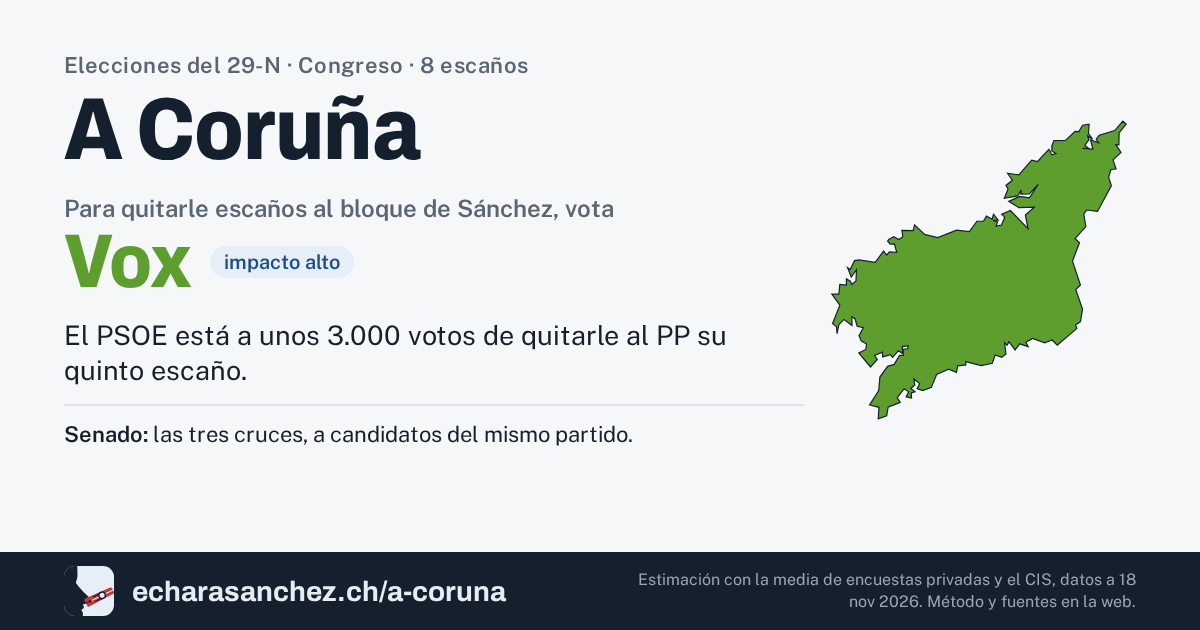 Elecciones del 29-N · Congreso · 8 escaños
A Coruña
Para quitarle escaños al bloque de Sánchez, vota
Vox impacto alto
El PSOE está a unos 3.000 votos de quitarle al PP su
quinto escaño.
Senado: las tres cruces, a candidatos del mismo partido.
echarasanchez.ch/a-coruna
Estimación con la media de encuestas privadas y el CIS, datos a 18
nov 2026. Método y fuentes en la web.